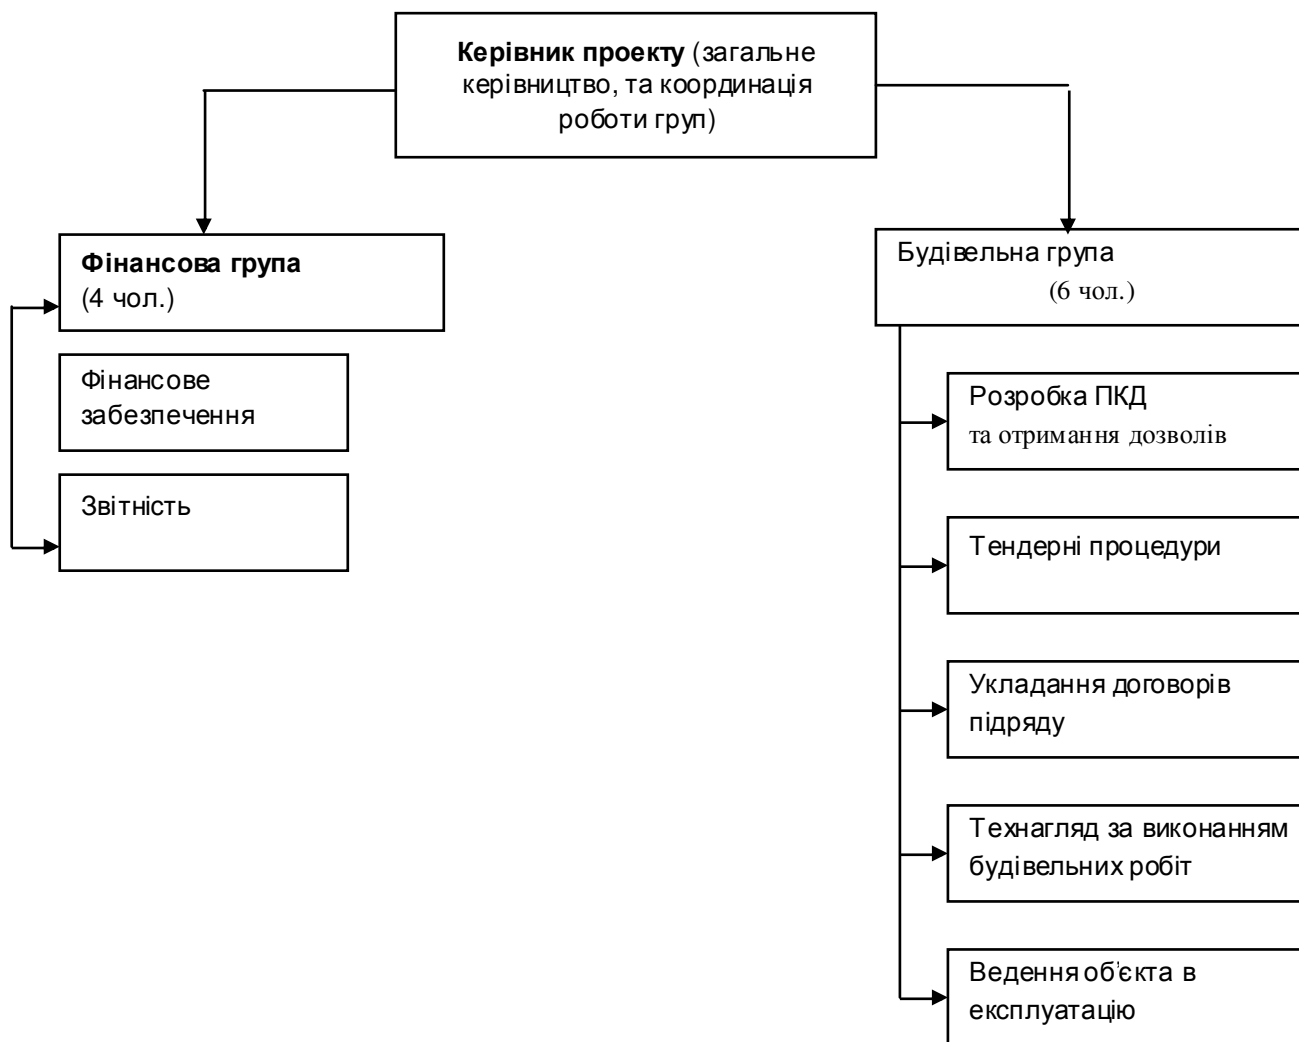 Керівник проекту (загальне
керівництво, та координація
роботи груп)
Фінансова група
(4 чол.)
Фінансове
забезпечення
Звітність
Будівельна група
(6 чол.)
Розробка ПКД
та отримання дозволів
Тендерні процедури
Укладання договорів
підряду
Технагляд за виконанням
будівельних робіт
Ведення об'єкта в
експлуатацію